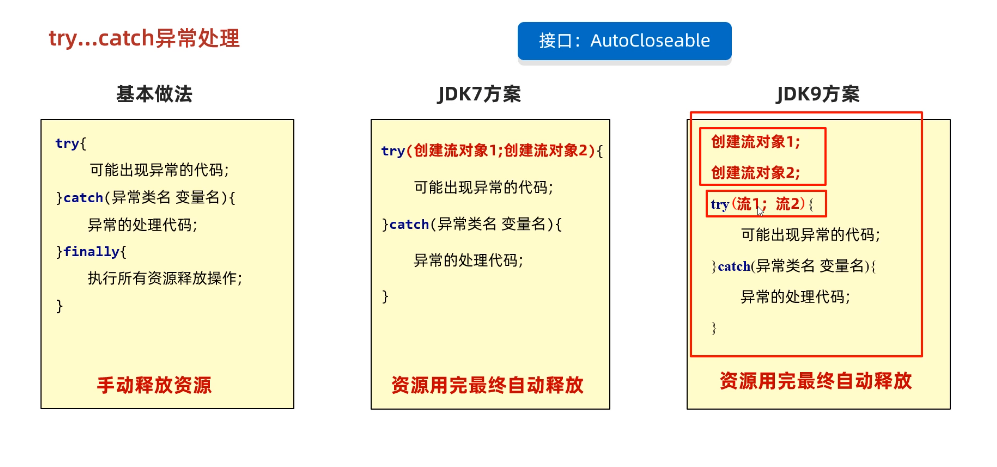 try...catch异常处理
接口：AutoCloseable
基本做法
try{
可能出现异常的代码;
}catch(异常类名 变量名){
异常的处理代码;
}finally{
执行所有资源释放操作;
}
手动释放资源
JDK7方案
try(创建流对象1;创建流对象2){
可能出现异常的代码;
}catch(异常类名 变量名){
异常的处理代码;
}
资源用完最终自动释放
JDK9方案
创建流对象1;
创建流对象2;
try(流1；流2){
可能出现异常的代码;
}catch(异常类名 变量名){
异常的处理代码;
}
资源用完最终自动释放